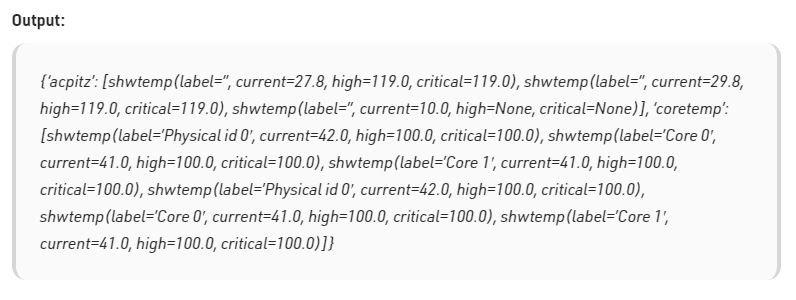 Output:
{‘acpitz’: [shwtemp(label=”, current=27.8, high=119.0, critical=119.0), shwtemp(label=”, current=29.8,
high=119.0, critical=119.0), shwtemp(label=”, current=10.0, high=None, critical=None)], ‘coretemp’:
[shwtemp(label=’Physical id 0′, current=42.0, high=100.0, critical=100.0), shwtemp(label=’Core 0′,
current=41.0, high=100.0, critical=100.0), shwtemp(label=’Core 1′, current=41.0, high=100.0,
critical=100.0), shwtemp(label=’Physical id 0′, current=42.0, high=100.0, critical=100.0),
shwtemp(label=’Core 0′, current=41.0, high=100.0, critical=100.0), shwtemp(label=’Core 1′,
current=41.0, high=100.0, critical=100.0)]}